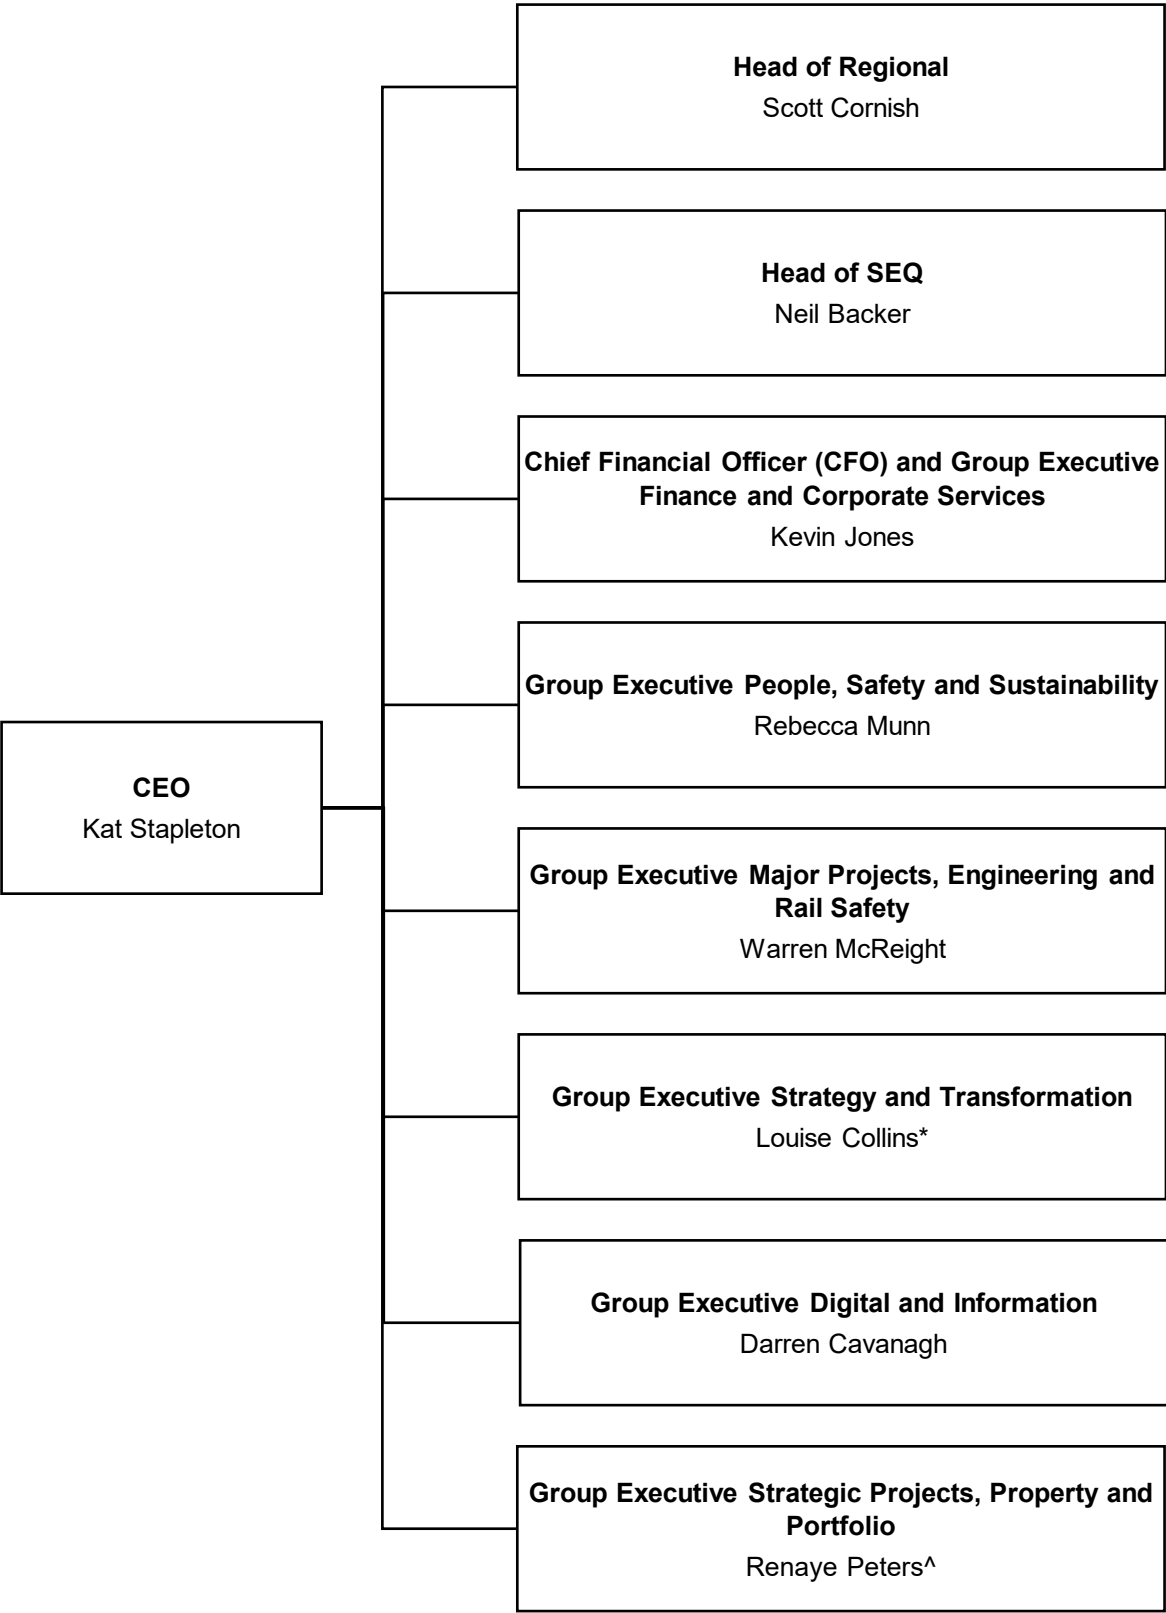 Head of Regional
Scott Cornish
Head of SEQ
Neil Backer
Chief Financial Officer (CFO) and Group Executive
Finance and Corporate Services
Kevin Jones
Group Executive People, Safety and Sustainability
Rebecca Munn
CEO
Kat Stapleton
Group Executive Major Projects, Engineering and
Rail Safety
Warren McReight
Group Executive Strategy and Transformation
Louise Collins*
Group Executive Digital and Information
Darren Cavanagh
Group Executive Strategic Projects, Property and
Portfolio
Renaye Peters^